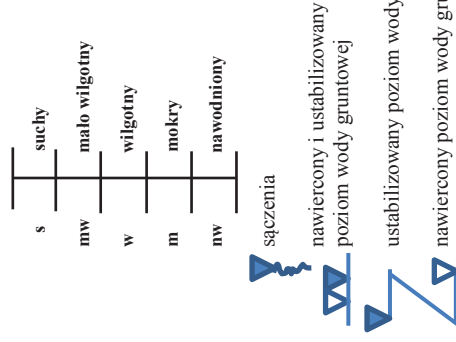 s suchy
mw mało wilgotny
w wilgotny
m mokry
nw nawodniony
sączenia
nawiercony i ustabilizowany
poziom wody gruntowej
ustabilizowany poziom wody
nawiercony poziom wody